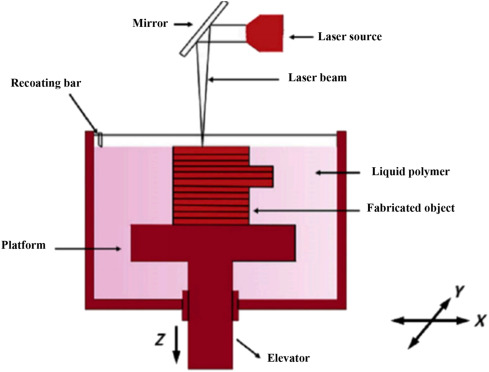 Mirror
Laser source
Laser beam
Recoating bar
Liquid polymer
Fabricated object
Platform
Y
X
Z
Elevator